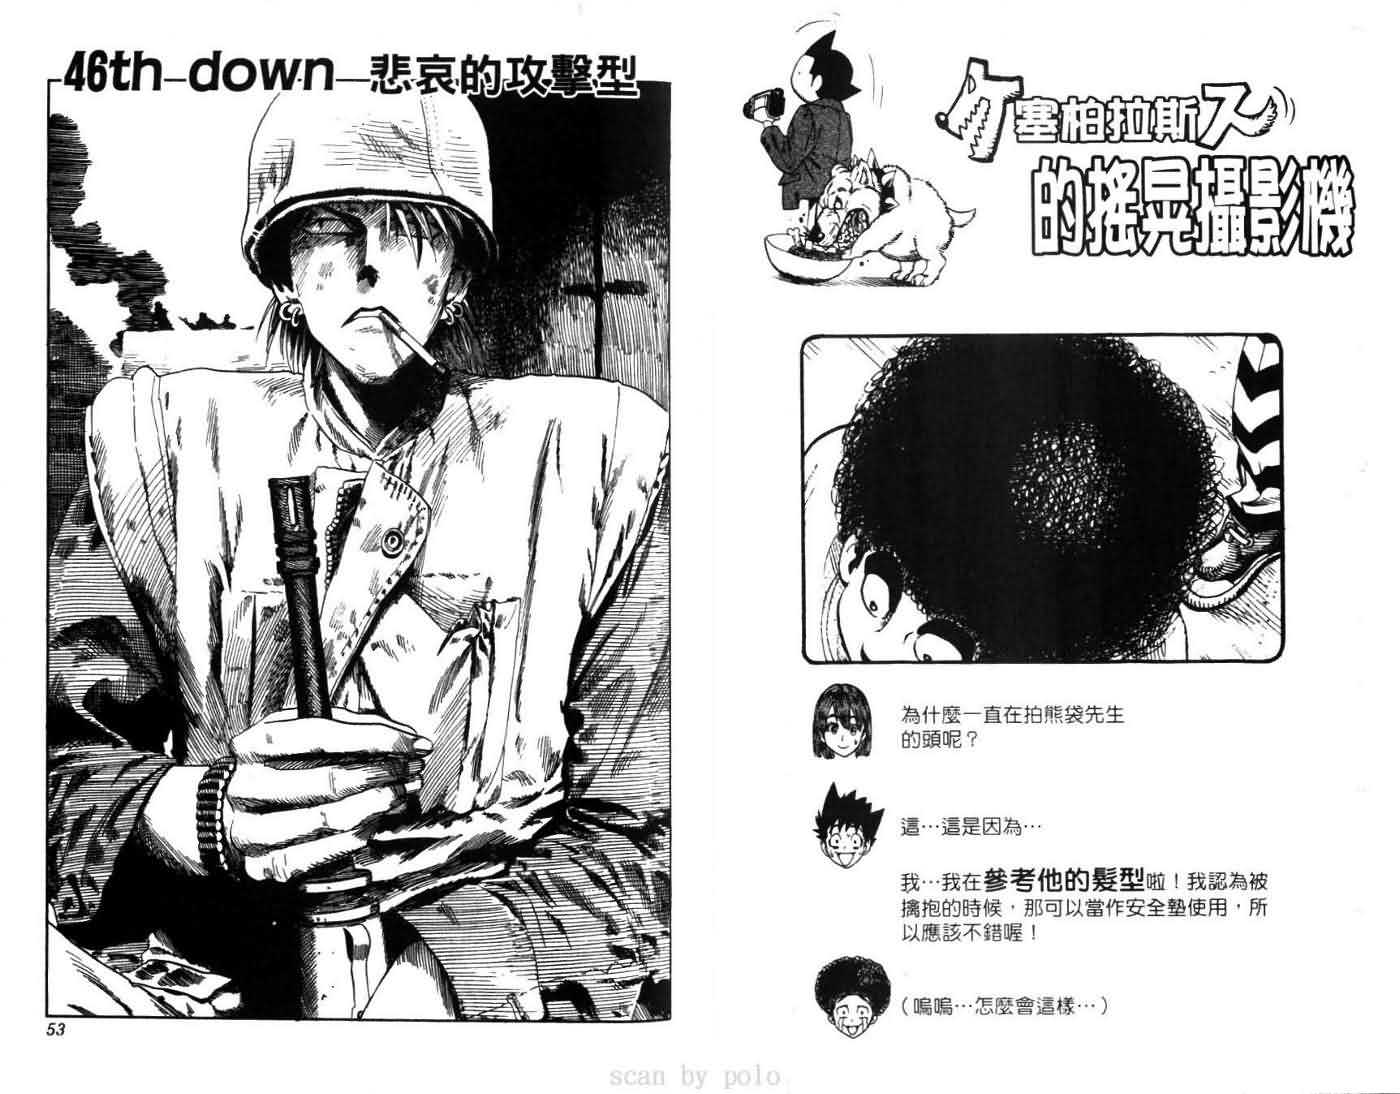 ケ塞柏拉斯ス
的搖晃攝影機
為什麼一直在拍熊袋先生
的頭呢？
這…這是因為…
我…我在參考他的髮型啦！我認為被
擒抱的時候，那可以當作安全墊使用，所
以應該不錯喔！
（嗚嗚…怎麼會這樣…）
46th down 悲哀的攻擊型
53
scan by polo